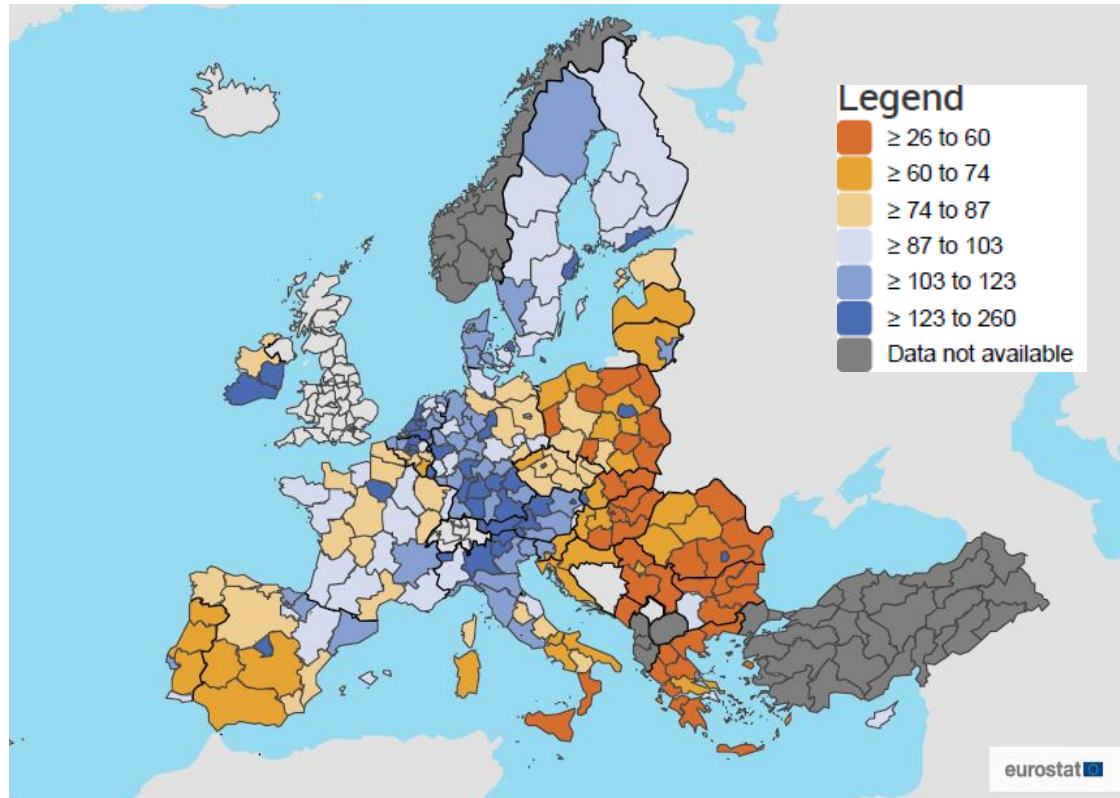 Legend
≥ 26 to 60
≥ 60 to 74
≥ 74 to 87
≥ 87 to 103
≥ 103 to 123
≥ 123 to 260
Data not available
eurostat